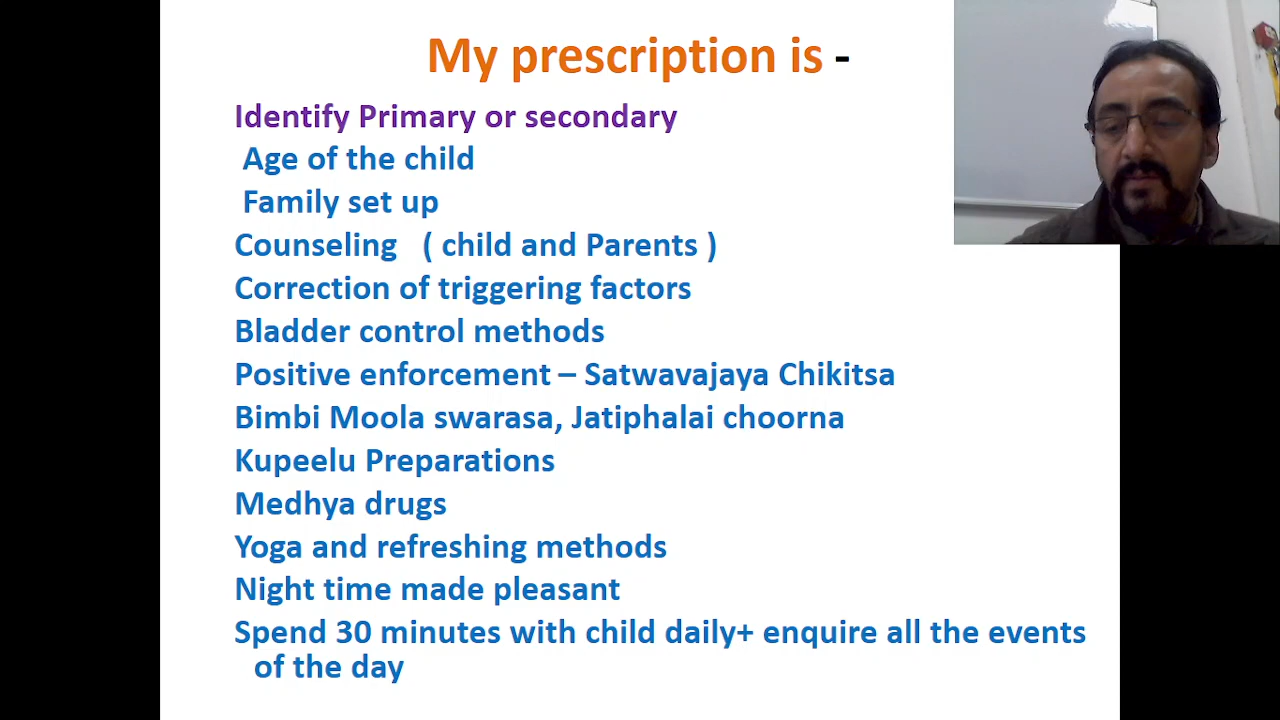 My prescription is -
Identify Primary or secondary
Age of the child
Family set up
Counseling ( child and Parents )
Correction of triggering factors
Bladder control methods
Positive enforcement – Satwavajaya Chikitsa
Bimbi Moola swarasa, Jatiphalai choorna
Kupeelu Preparations
Medhya drugs
Yoga and refreshing methods
Night time made pleasant
Spend 30 minutes with child daily+ enquire all the events
of the day